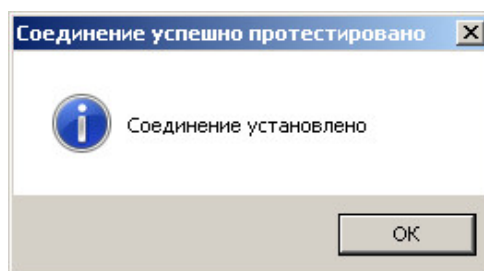 Соединение успешно протестировано
Соединение установлено
OK